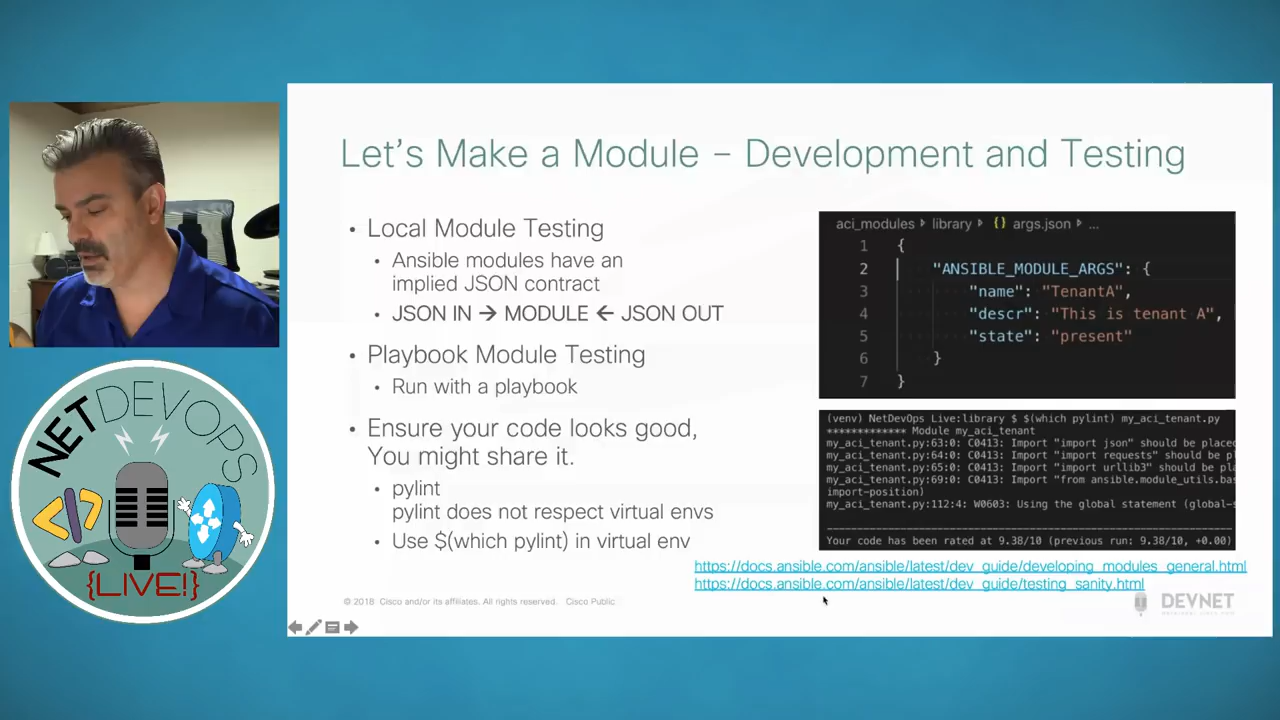 Let's Make a Module – Development and Testing
• Local Module Testing
• Ansible modules have an
implied JSON contract
• JSON IN → MODULE ← JSON OUT
• Playbook Module Testing
• Run with a playbook
• Ensure your code looks good,
You might share it.
• pylint
pylint does not respect virtual envs
• Use $(which pylint) in virtual env
aci_modules › library › {} args.json › ...
1 {
2 "ANSIBLE_MODULE_ARGS": {
3 "name": "TenantA",
4 "descr": "This is tenant A",
5 "state": "present"
6 }
7 }
(venv) NetDevOps Live:library $ $(which pylint) my_aci_tenant.py
************* Module my_aci_tenant
my_aci_tenant.py:63:0: C0413: Import "import json" should be place
my_aci_tenant.py:64:0: C0413: Import "import requests" should be p
my_aci_tenant.py:65:0: C0413: Import "import urllib3" should be pl
my_aci_tenant.py:69:0: C0413: Import "from ansible.module_utils.ba
import-position)
my_aci_tenant.py:112:4: W0603: Using the global statement (global-
Your code has been rated at 9.38/10 (previous run: 9.38/10, +0.00)
https://docs.ansible.com/ansible/latest/dev_guide/developing_modules_general.html
https://docs.ansible.com/ansible/latest/dev_guide/testing_sanity.html
© 2018 Cisco and/or its affiliates. All rights reserved. Cisco Public
DEVNET
NETDEVOPS
{LIVE!}